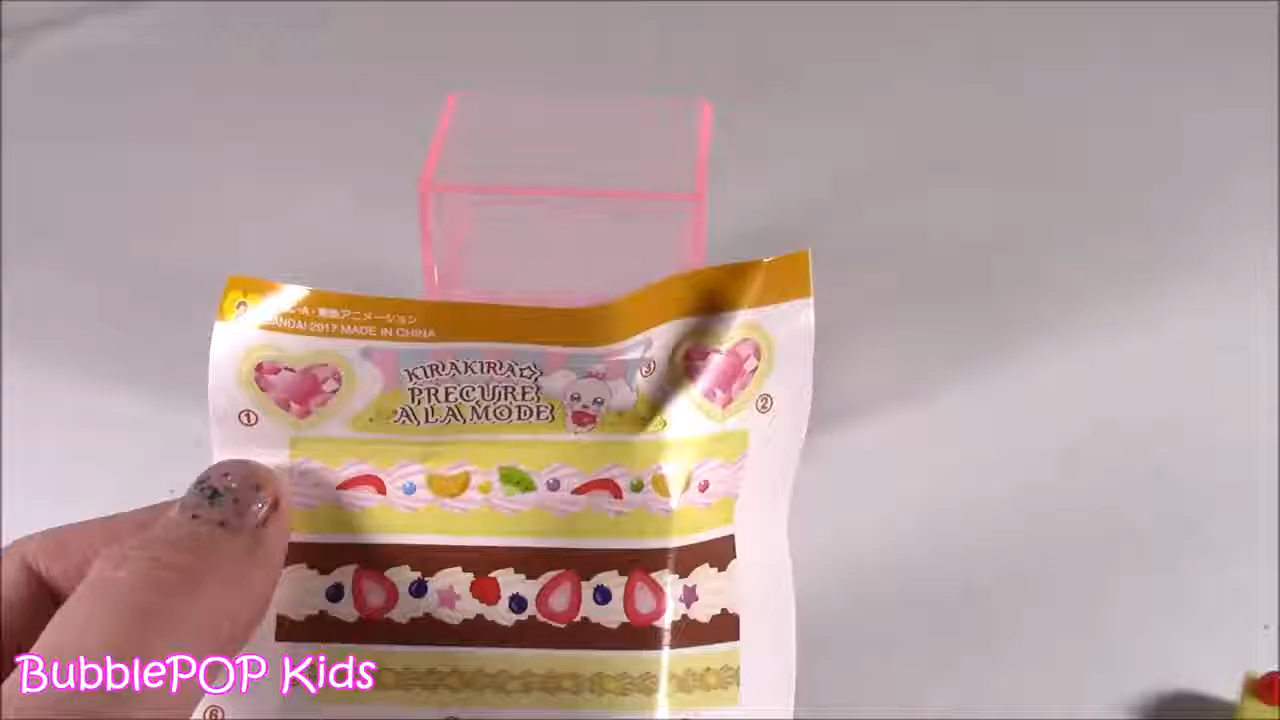 ・東映アニメーション
BANDAI 2017 MADE IN CHINA
KIRAKIRA☆
PRECURE
A LA MODE
①
③
②
⑥
BubblePOP Kids